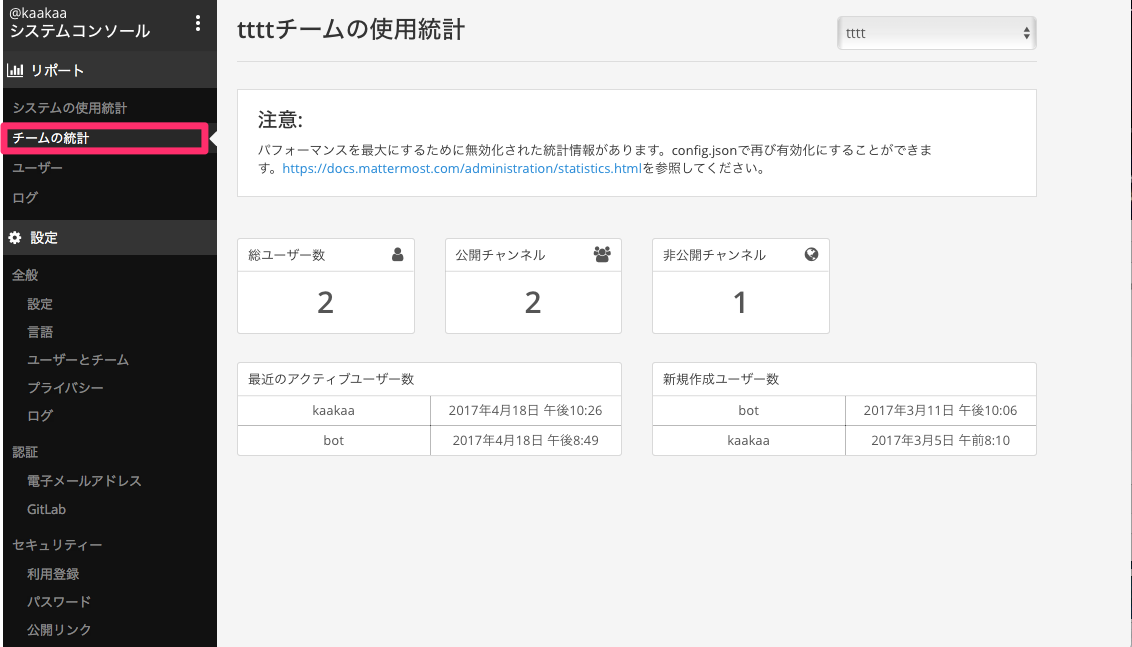 @kaakaa
システムコンソール
リポート
システムの使用統計
チームの統計
ユーザー
ログ
設定
全般
設定
言語
ユーザーとチーム
プライバシー
ログ
認証
電子メールアドレス
GitLab
セキュリティー
利用登録
パスワード
公開リンク
ttttチームの使用統計
tttt
注意:
パフォーマンスを最大にするために無効化された統計情報があります。config.jsonで再び有効化にすることができま
す。https://docs.mattermost.com/administration/statistics.htmlを参照してください。
総ユーザー数
2
公開チャンネル
2
非公開チャンネル
1
最近のアクティブユーザー数
kaakaa 2017年4月18日 午後10:26
bot 2017年4月18日 午後8:49
新規作成ユーザー数
bot 2017年3月11日 午後10:06
kaakaa 2017年3月5日 午前8:10